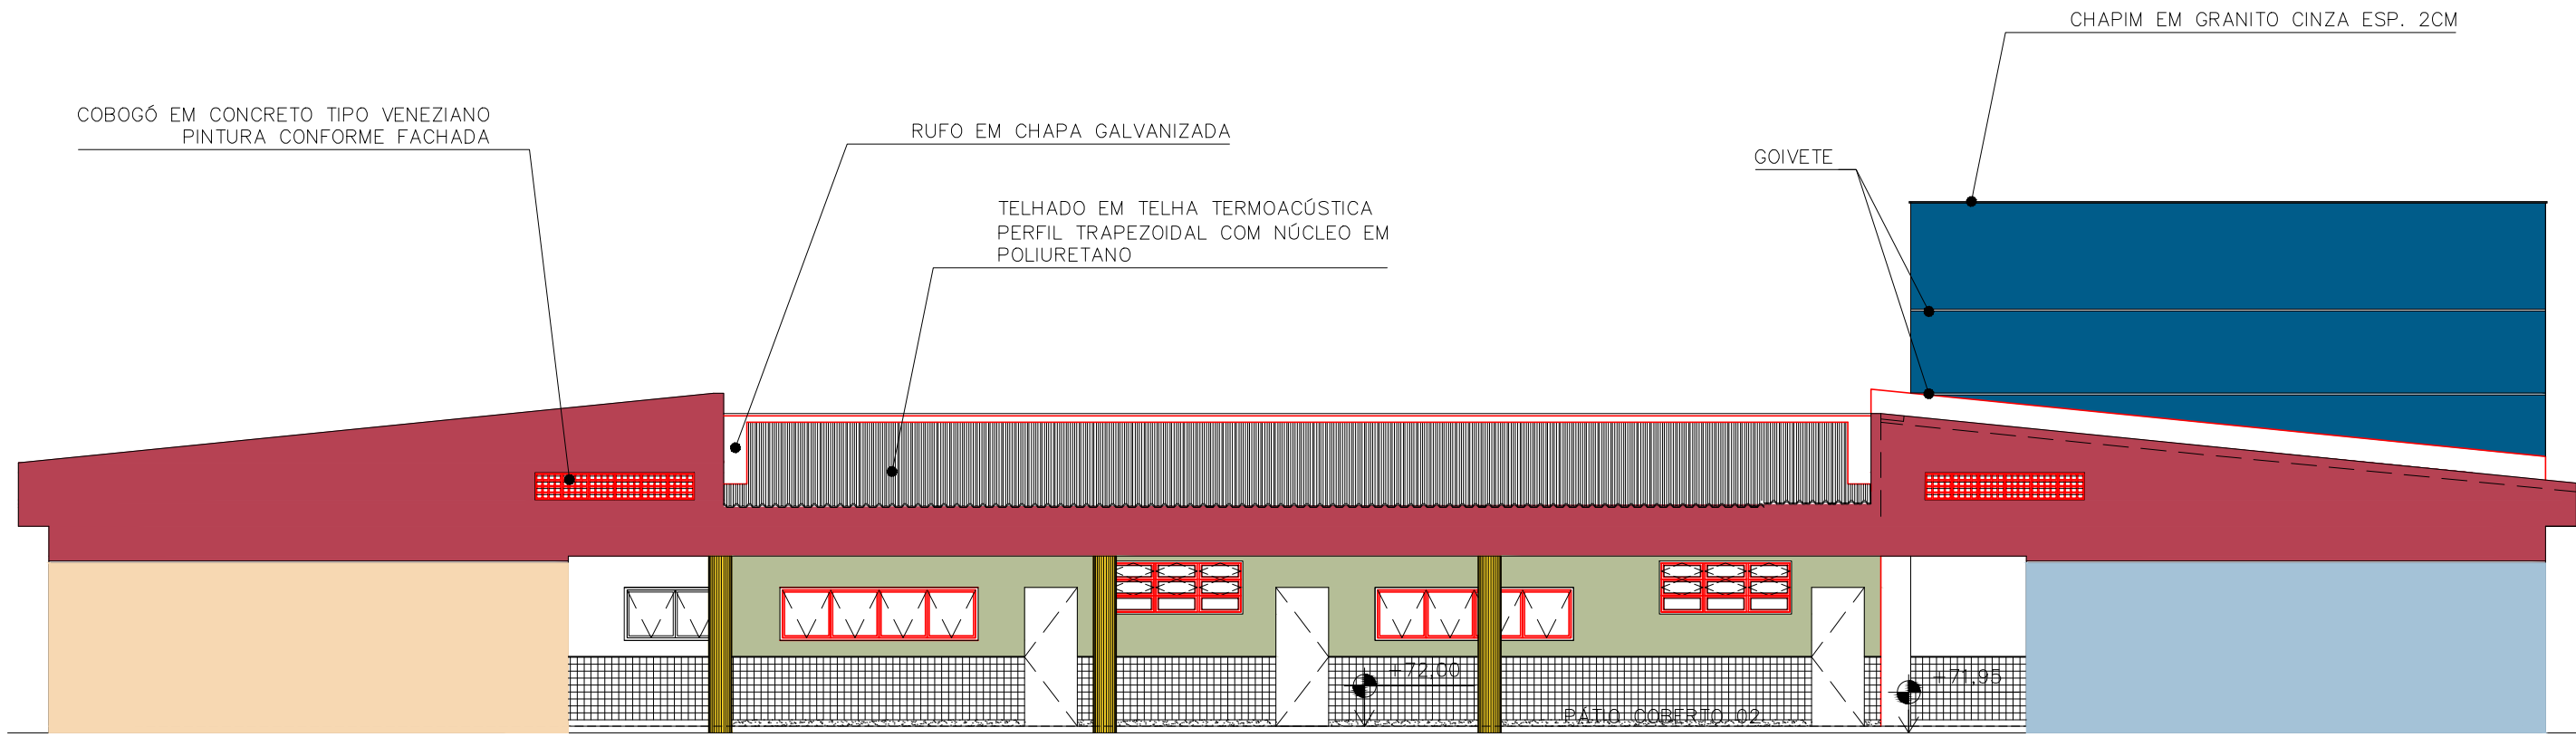 CHAPIM EM GRANITO CINZA ESP. 2CM
COBOGÓ EM CONCRETO TIPO VENEZIANO
PINTURA CONFORME FACHADA
RUFO EM CHAPA GALVANIZADA
GOIVETE
TELHADO EM TELHA TERMOACÚSTICA
PERFIL TRAPEZOIDAL COM NÚCLEO EM
POLIURETANO
+72,00
+71,95
PÁTIO COBERTO 02